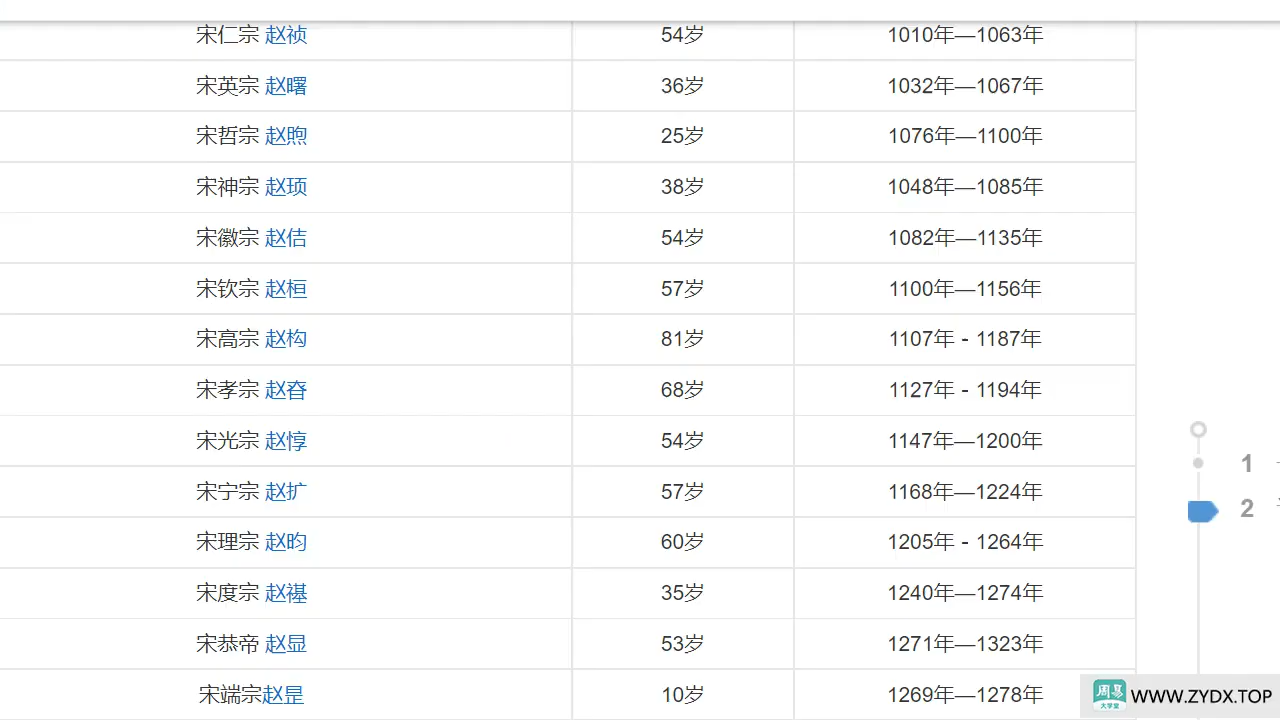 宋仁宗 赵祯 54岁 1010年—1063年
宋英宗 赵曙 36岁 1032年—1067年
宋哲宗 赵煦 25岁 1076年—1100年
宋神宗 赵顼 38岁 1048年—1085年
宋徽宗 赵佶 54岁 1082年—1135年
宋钦宗 赵桓 57岁 1100年—1156年
宋高宗 赵构 81岁 1107年 - 1187年
宋孝宗 赵昚 68岁 1127年 - 1194年
宋光宗 赵惇 54岁 1147年—1200年
宋宁宗 赵扩 57岁 1168年—1224年
1
2
宋理宗 赵昀 60岁 1205年 - 1264年
宋度宗 赵禥 35岁 1240年—1274年
宋恭帝 赵显 53岁 1271年—1323年
宋端宗赵昰 10岁 1269年—1278年
周易
大学堂
WWW.ZYDX.TOP